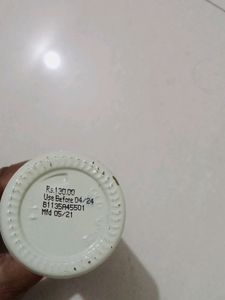 Rs.130.00
Use Before 04/24
B1135A45501
Mfd 05/21